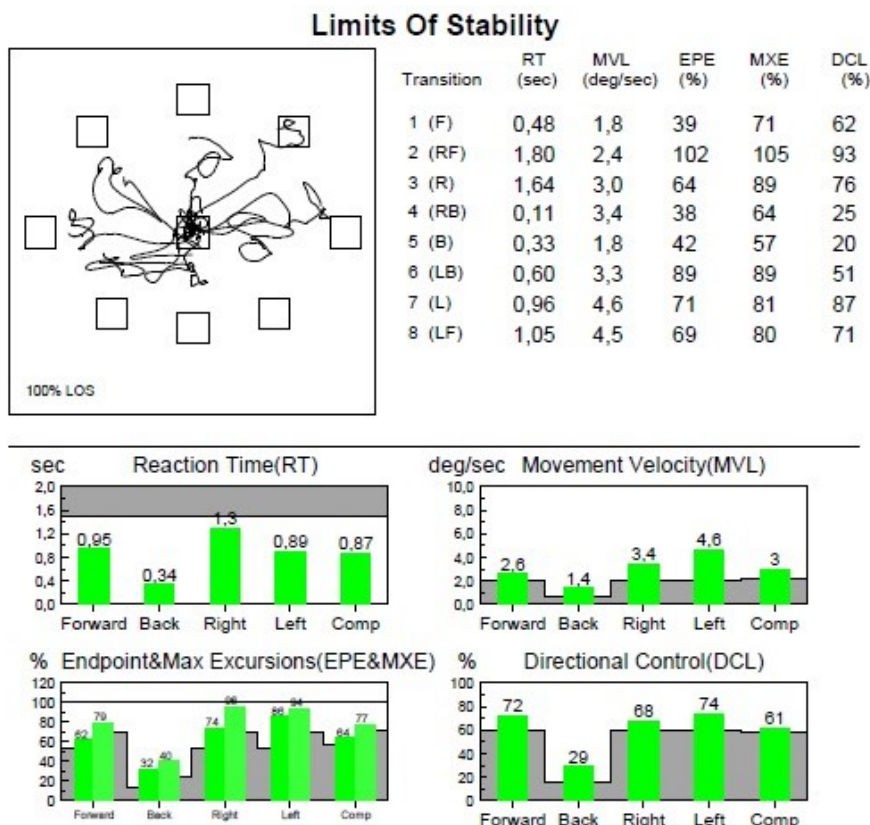 Limits Of Stability
RT MVL EPE MXE DCL
Transition (sec) (deg/sec) (%) (%) (%)
1 (F) 0,48 1,8 39 71 62
2 (RF) 1,80 2,4 102 105 93
3 (R) 1,64 3,0 64 89 76
4 (RB) 0,11 3,4 38 64 25
5 (B) 0,33 1,8 42 57 20
6 (LB) 0,60 3,3 89 89 51
7 (L) 0,96 4,6 71 81 87
8 (LF) 1,05 4,5 69 80 71
100% LOS
sec Reaction Time(RT)
2,0
1,6
1,2
0,8
0,4
0,0
0,95 0,34 1,3 0,89 0,87
Forward Back Right Left Comp
deg/sec Movement Velocity(MVL)
10,0
8,0
6,0
4,0
2,0
0,0
2,6 1,4 3,4 4,6 3
Forward Back Right Left Comp
% Endpoint&Max Excursions(EPE&MXE)
120
100
80
60
40
20
0
62 79 32 40 74 96 86 94 64 77
Forward Back Right Left Comp
% Directional Control(DCL)
100
80
60
40
20
0
72 29 68 74 61
Forward Back Right Left Comp